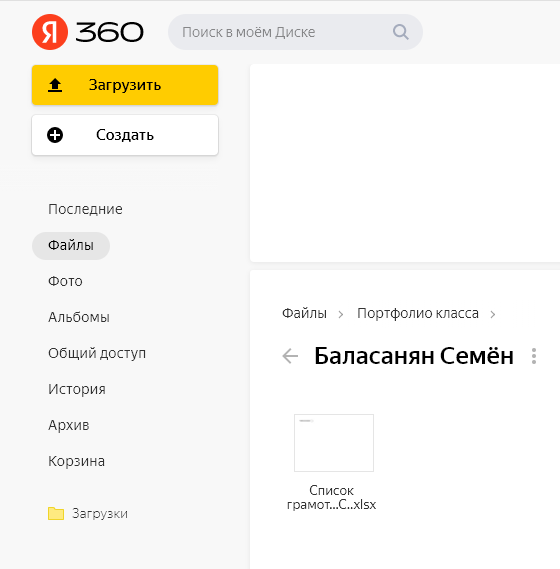 Я 360
Поиск в моём Диске
Загрузить
Создать
Последние
Файлы
Фото
Альбомы
Общий доступ
История
Архив
Корзина
Загрузки
Файлы
Портфолио класса
Баласанян Семён
Список
грамот...С..xlsx